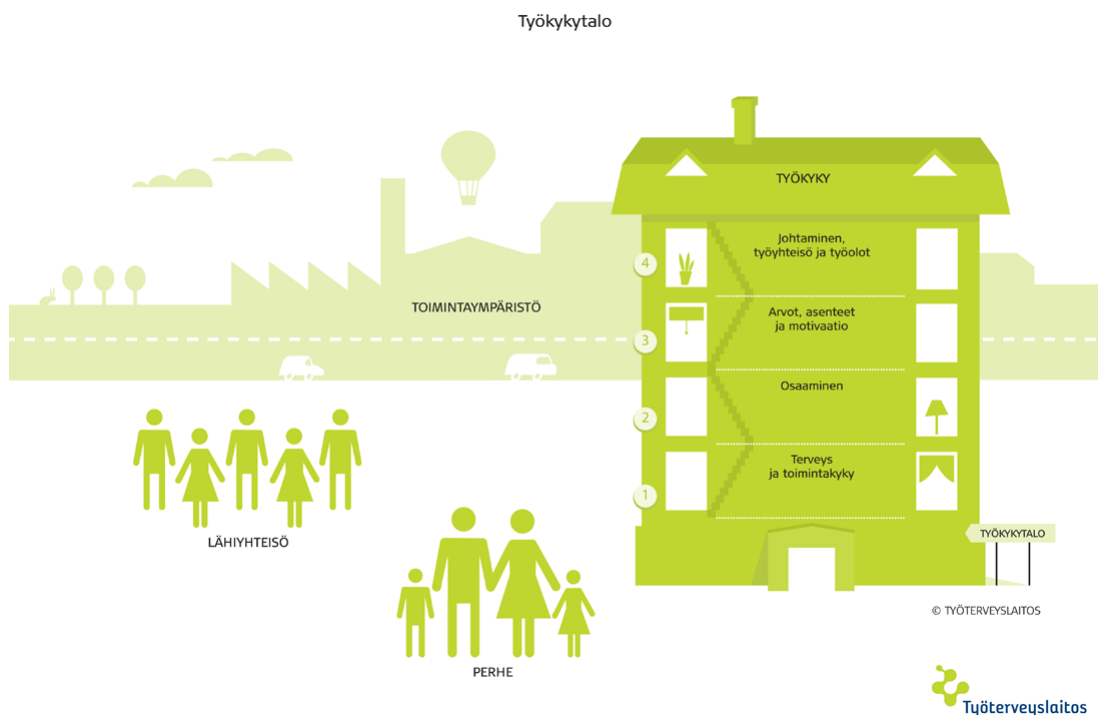 Työkykytalo
TYÖKYKY
4
Johtaminen,
työyhteisö ja työolot
3
Arvot, asenteet
ja motivaatio
TOIMINTAYMPÄRISTÖ
2
Osaaminen
1
Terveys
ja toimintakyky
LÄHIYHTEISÖ
TYÖKYKYTALO
PERHE
© TYÖTERVEYSLAITOS
Työterveyslaitos